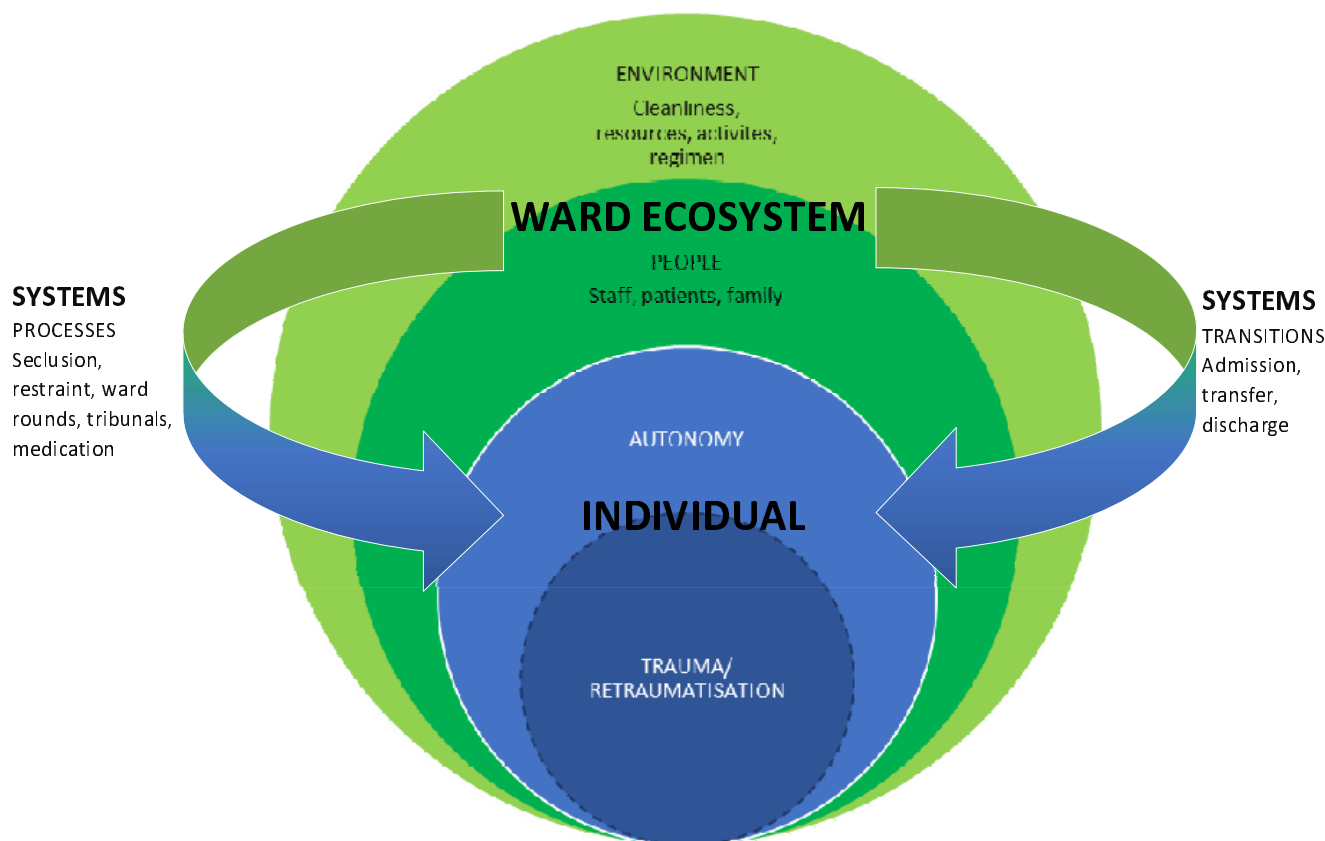 ENVIRONMENT
Cleanliness,
resources, activites,
regimen
WARD ECOSYSTEM
PEOPLE
Staff, patients, family
SYSTEMS
PROCESSES
Seclusion,
restraint, ward
rounds, tribunals,
medication
SYSTEMS
TRANSITIONS
Admission,
transfer,
discharge
AUTONOMY
INDIVIDUAL
TRAUMA/
RETRAUMATISATION